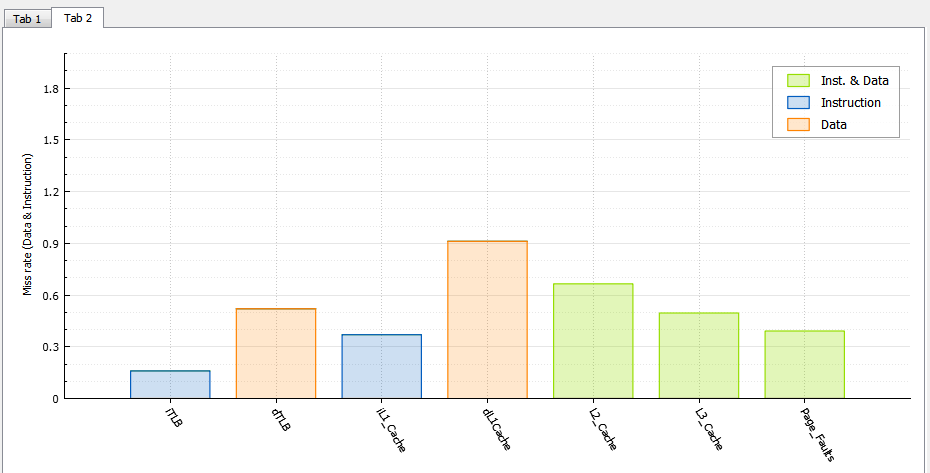 Tab 1
Tab 2
Miss rate (Data & Instruction)
1.8
1.5
1.2
0.9
0.6
0.3
0
Inst. & Data
Instruction
Data
iTLB
dTLB
iL1_Cache
dL1Cache
L2_Cache
L3_Cache
Page_Faults